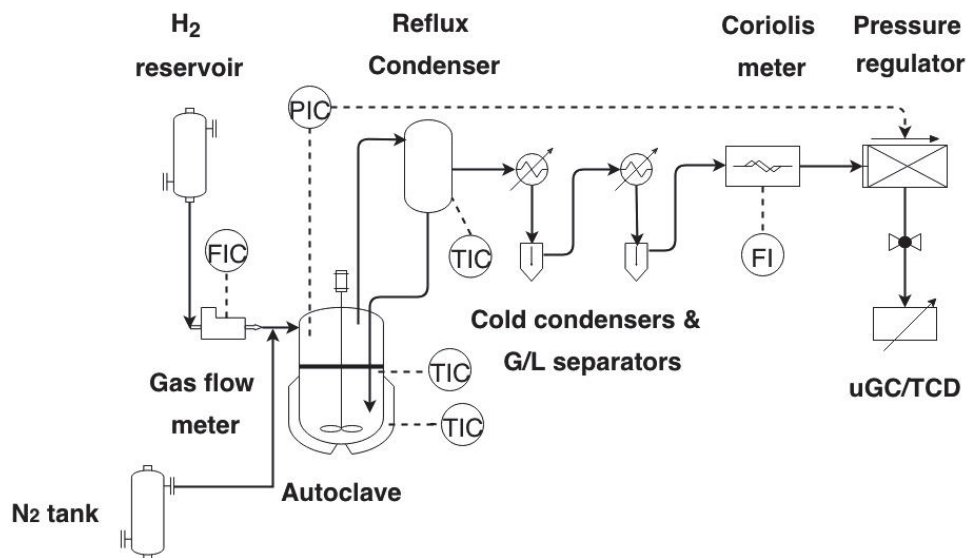 H2
reservoir
Reflux
Condenser
Coriolis
meter
Pressure
regulator
PIC
FIC
TIC
FI
Cold condensers &
G/L separators
TIC
TIC
Gas flow
meter
uGC/TCD
Autoclave
N2 tank